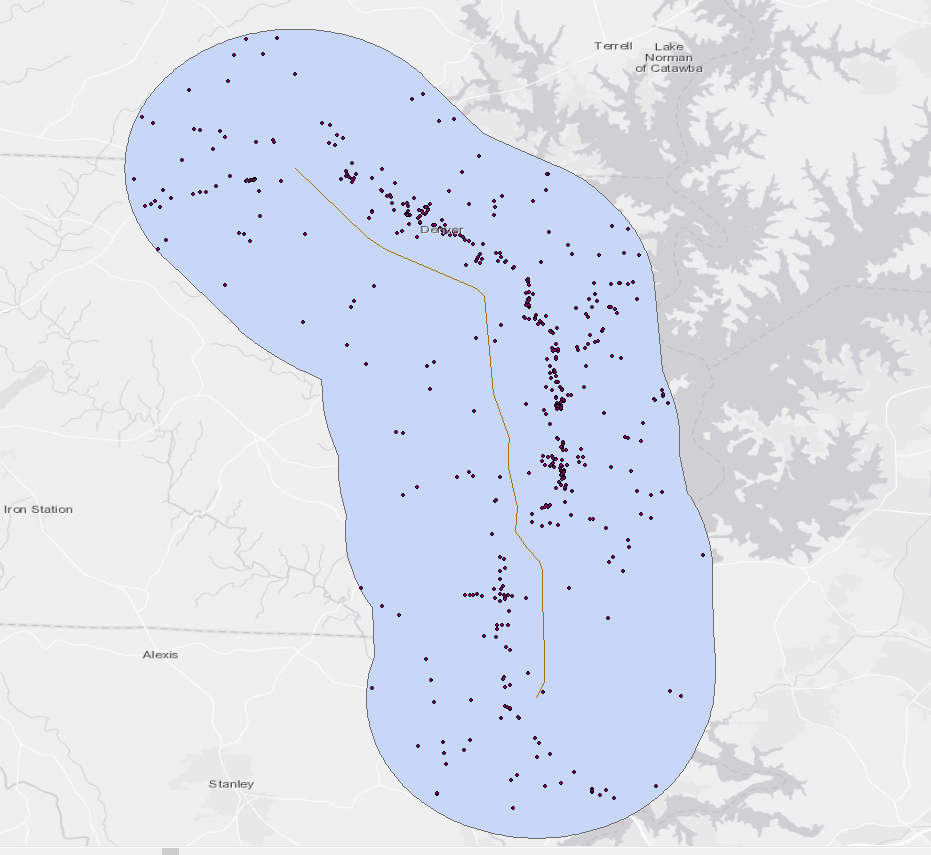 Terrell
Lake
Norman
of Catawba
Denver
Iron Station
Alexis
Stanley